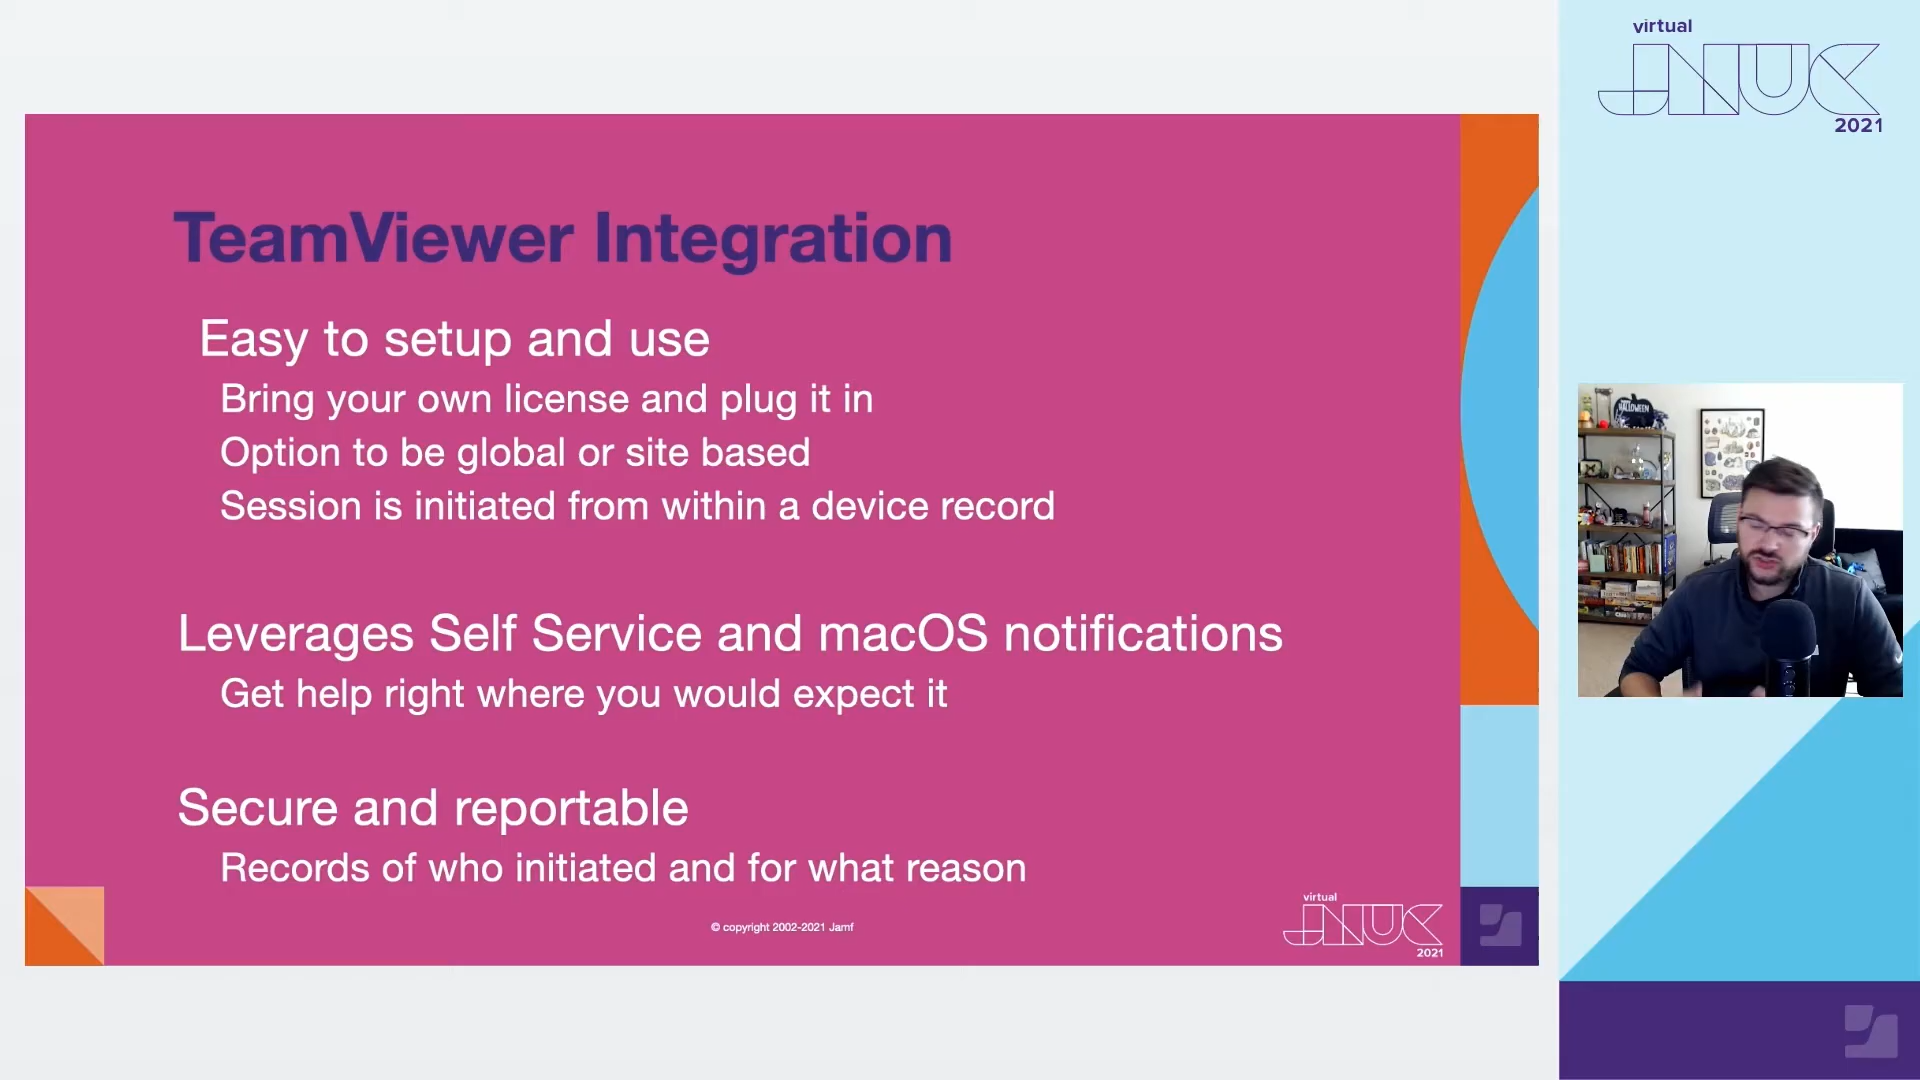 virtual
JNUC
2021
TeamViewer Integration
Easy to setup and use
Bring your own license and plug it in
Option to be global or site based
Session is initiated from within a device record
Leverages Self Service and macOS notifications
Get help right where you would expect it
Secure and reportable
Records of who initiated and for what reason
© copyright 2002-2021 Jamf
virtual
JNUC
2021
HALLOWEEN